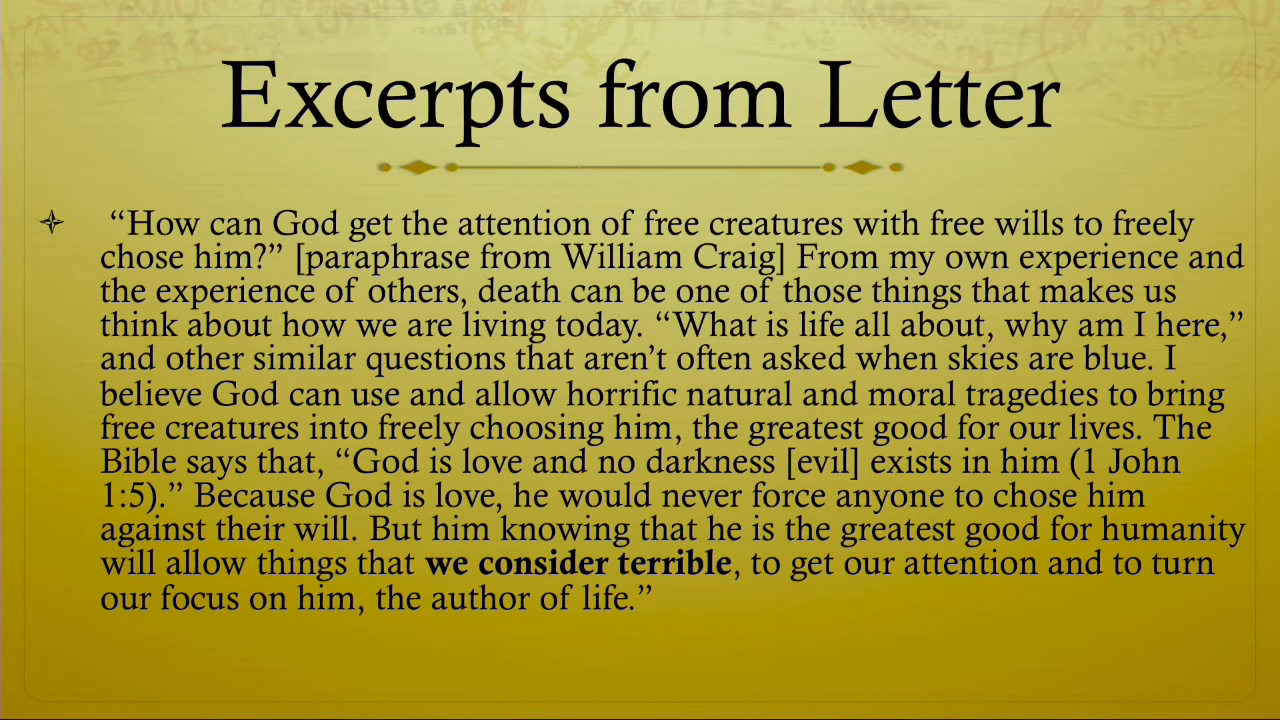 Excerpts from Letter
“How can God get the attention of free creatures with free wills to freely
chose him?” [paraphrase from William Craig] From my own experience and
the experience of others, death can be one of those things that makes us
think about how we are living today. “What is life all about, why am I here,”
and other similar questions that aren’t often asked when skies are blue. I
believe God can use and allow horrific natural and moral tragedies to bring
free creatures into freely choosing him, the greatest good for our lives. The
Bible says that, “God is love and no darkness [evil] exists in him (1 John
1:5).” Because God is love, he would never force anyone to chose him
against their will. But him knowing that he is the greatest good for humanity
will allow things that we consider terrible, to get our attention and to turn
our focus on him, the author of life.”